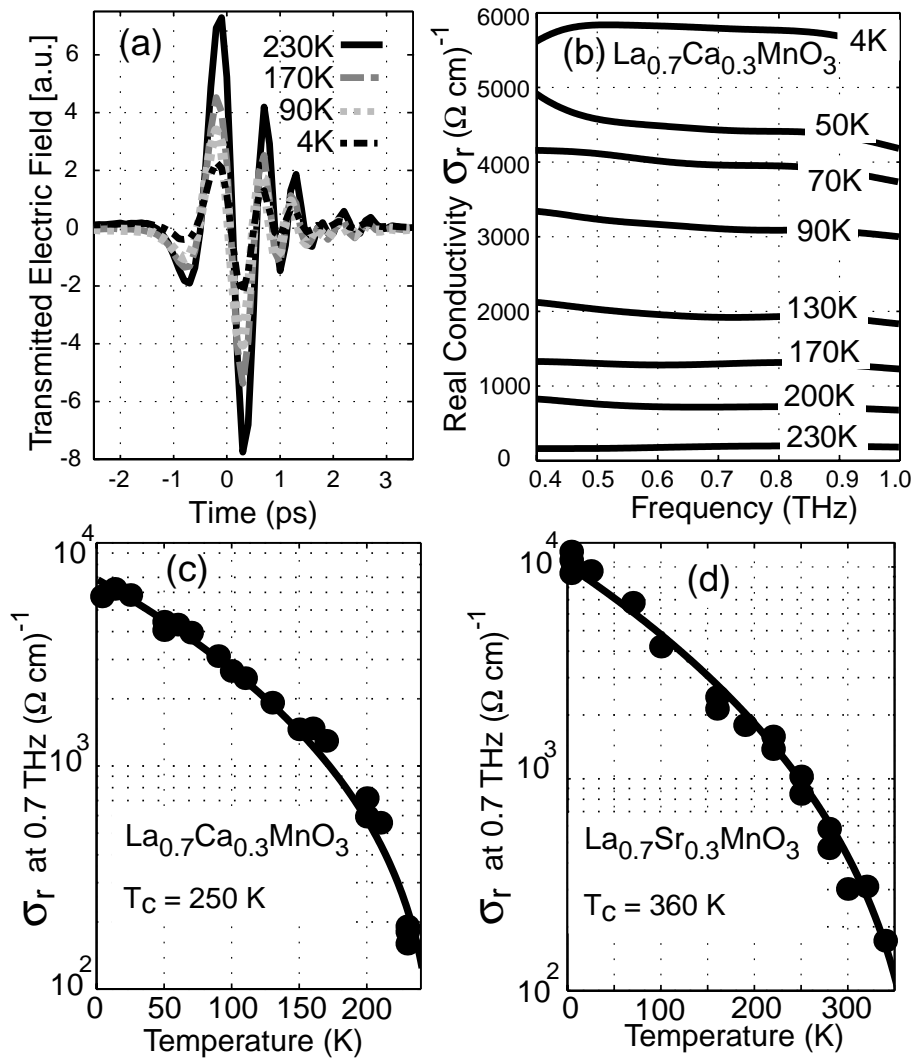 (a)
Transmitted Electric Field [a.u.]
6
4
2
0
-2
-4
-6
-8
230K
170K
90K
4K
-2 -1 0 1 2 3
Time (ps)
(b) La0.7Ca0.3MnO3
Real Conductivity σr (Ω cm)-1
6000
5000
4000
3000
2000
1000
0
4K
50K
70K
90K
130K
170K
200K
230K
0.4 0.5 0.6 0.7 0.8 0.9 1.0
Frequency (THz)
(c)
σr at 0.7 THz (Ω cm)-1
10^4
10^3
10^2
La0.7Ca0.3MnO3
Tc = 250 K
0 50 100 150 200
Temperature (K)
(d)
σr at 0.7 THz (Ω cm)-1
10^4
10^3
10^2
La0.7Sr0.3MnO3
Tc = 360 K
0 50 100 150 200 250 300
Temperature (K)